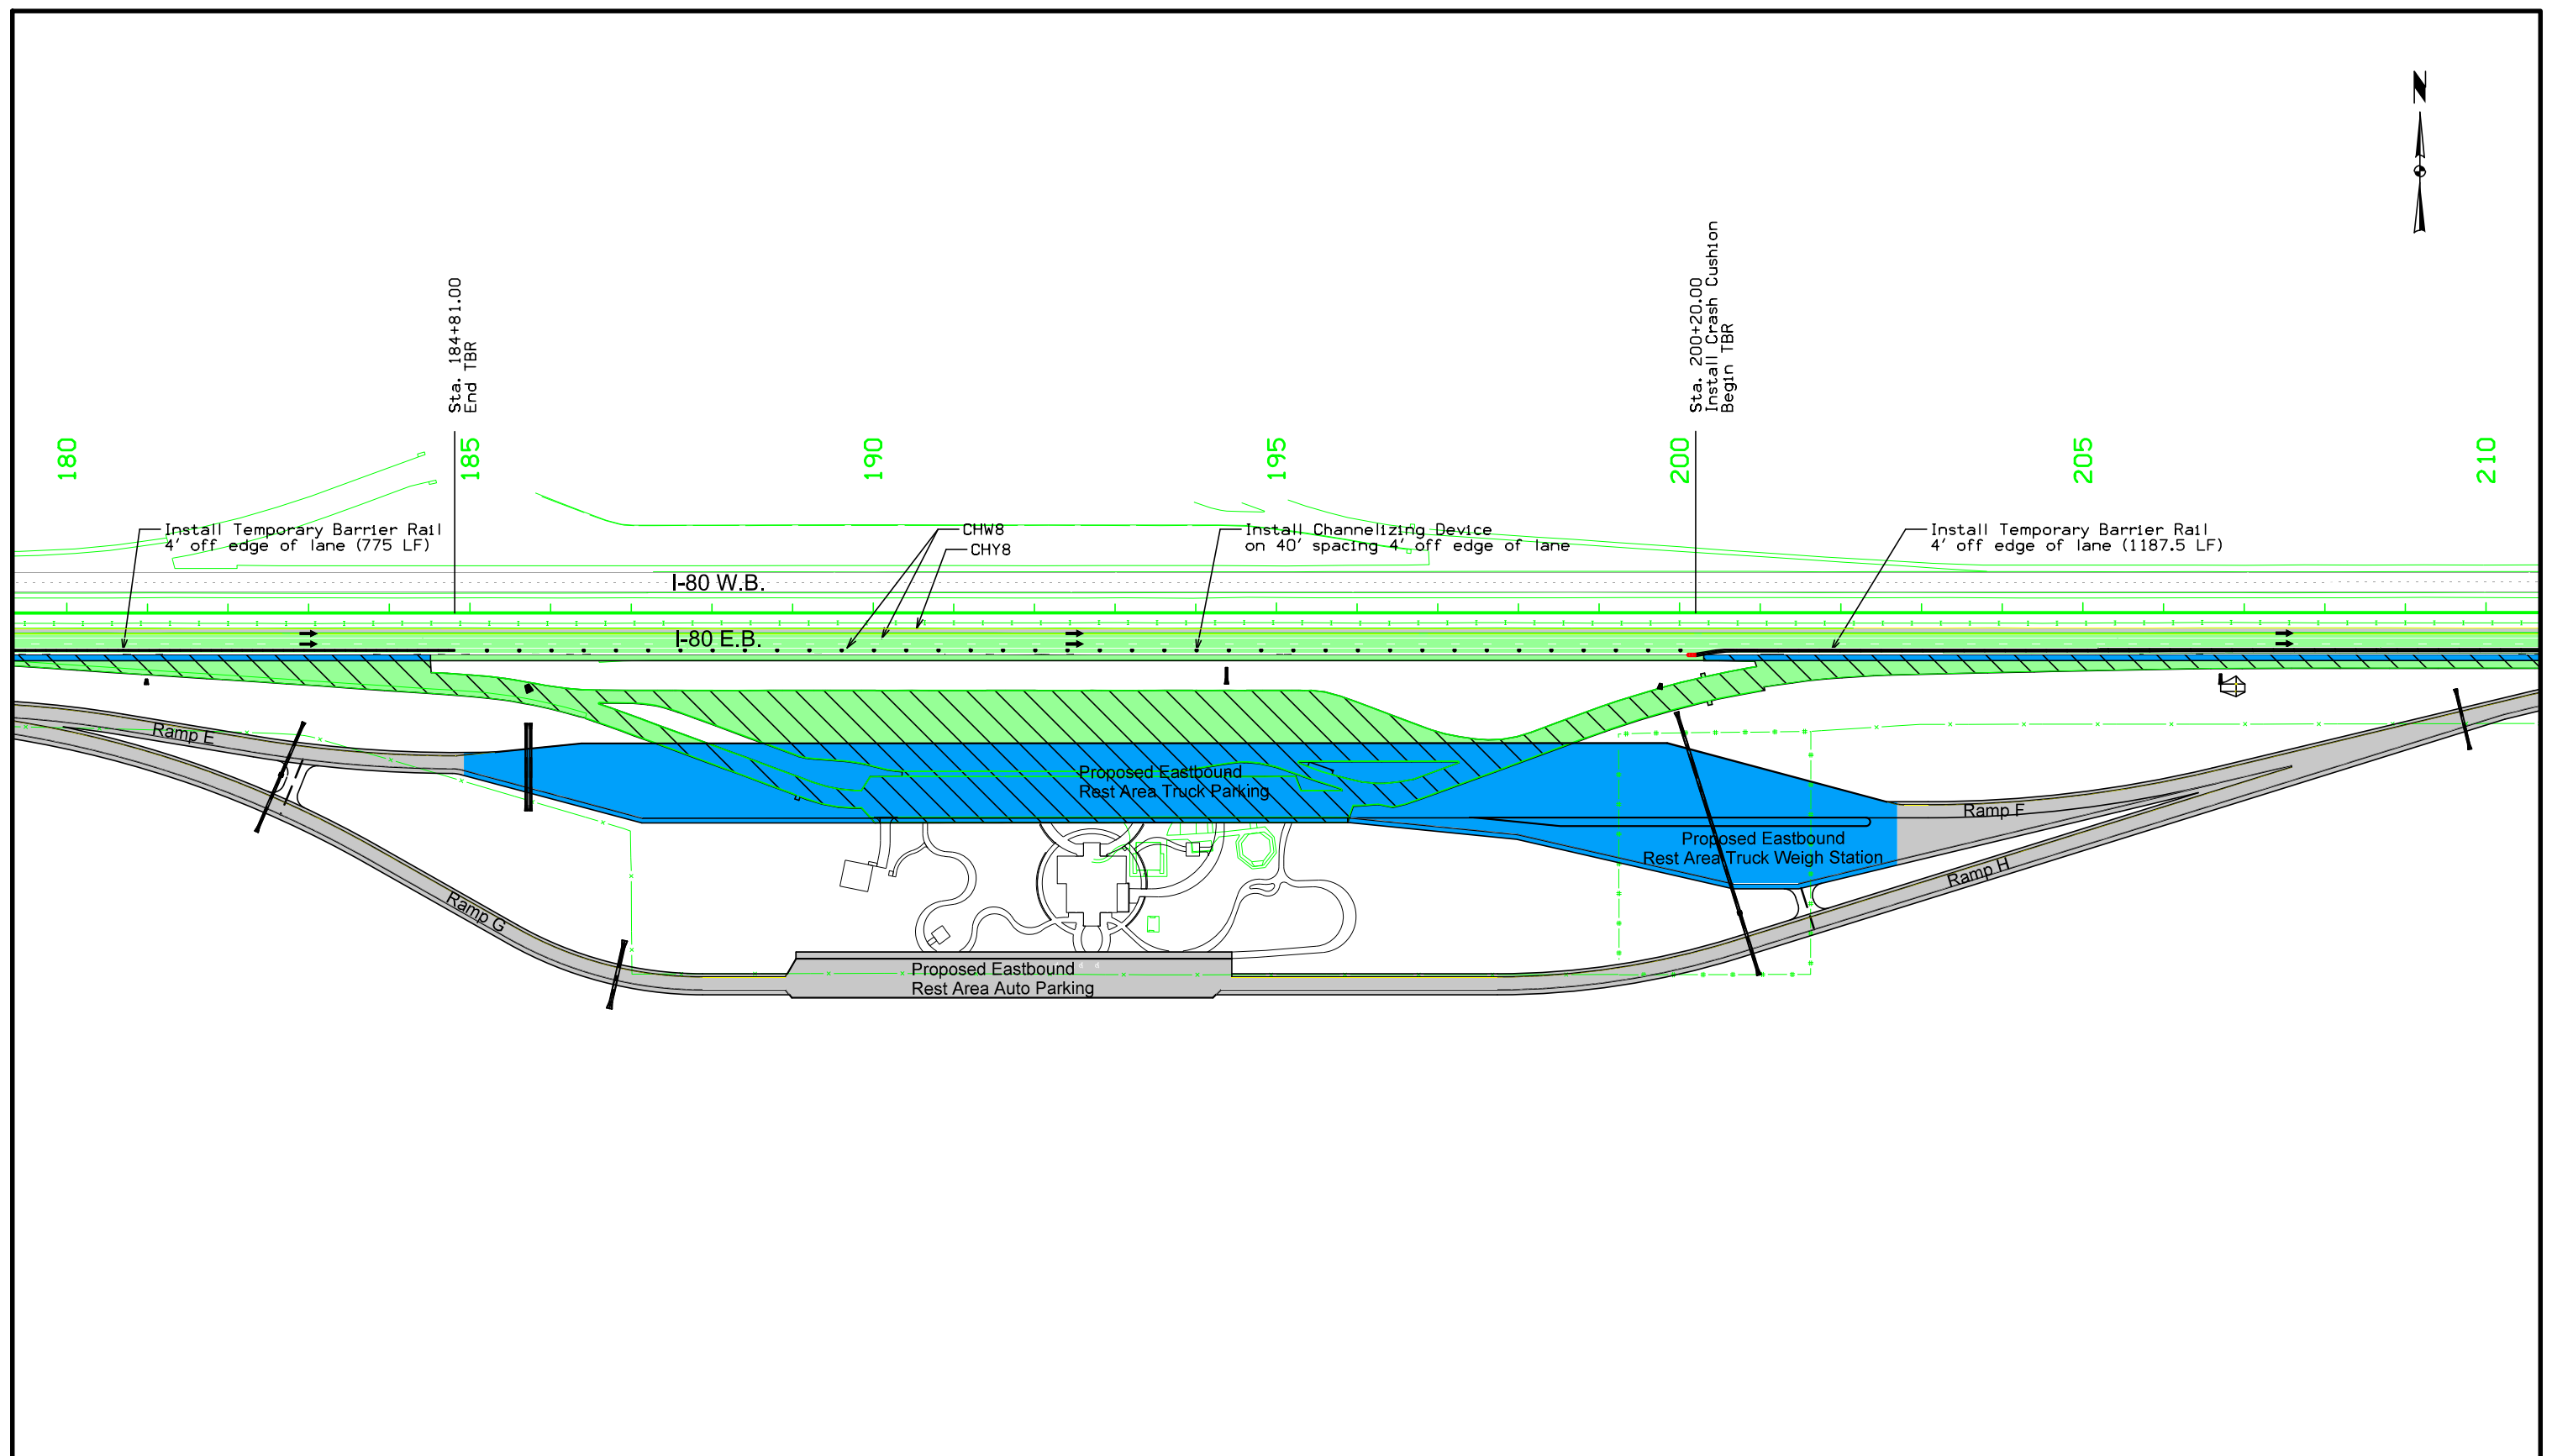 N
Sta. 184+81.00
End TBR
Sta. 200+20.00
Install Crash Cushion
Begin TBR
180
185
190
195
200
205
210
Install Temporary Barrier Rail
4' off edge of lane (775 LF)
CHW8
CHY8
Install Channelizing Device
on 40' spacing 4' off edge of lane
Install Temporary Barrier Rail
4' off edge of lane (1187.5 LF)
I-80 W.B.
I-80 E.B.
Ramp E
Proposed Eastbound
Rest Area Truck Parking
Ramp F
Proposed Eastbound
Rest Area Truck Weigh Station
Ramp H
Ramp G
Proposed Eastbound
Rest Area Auto Parking